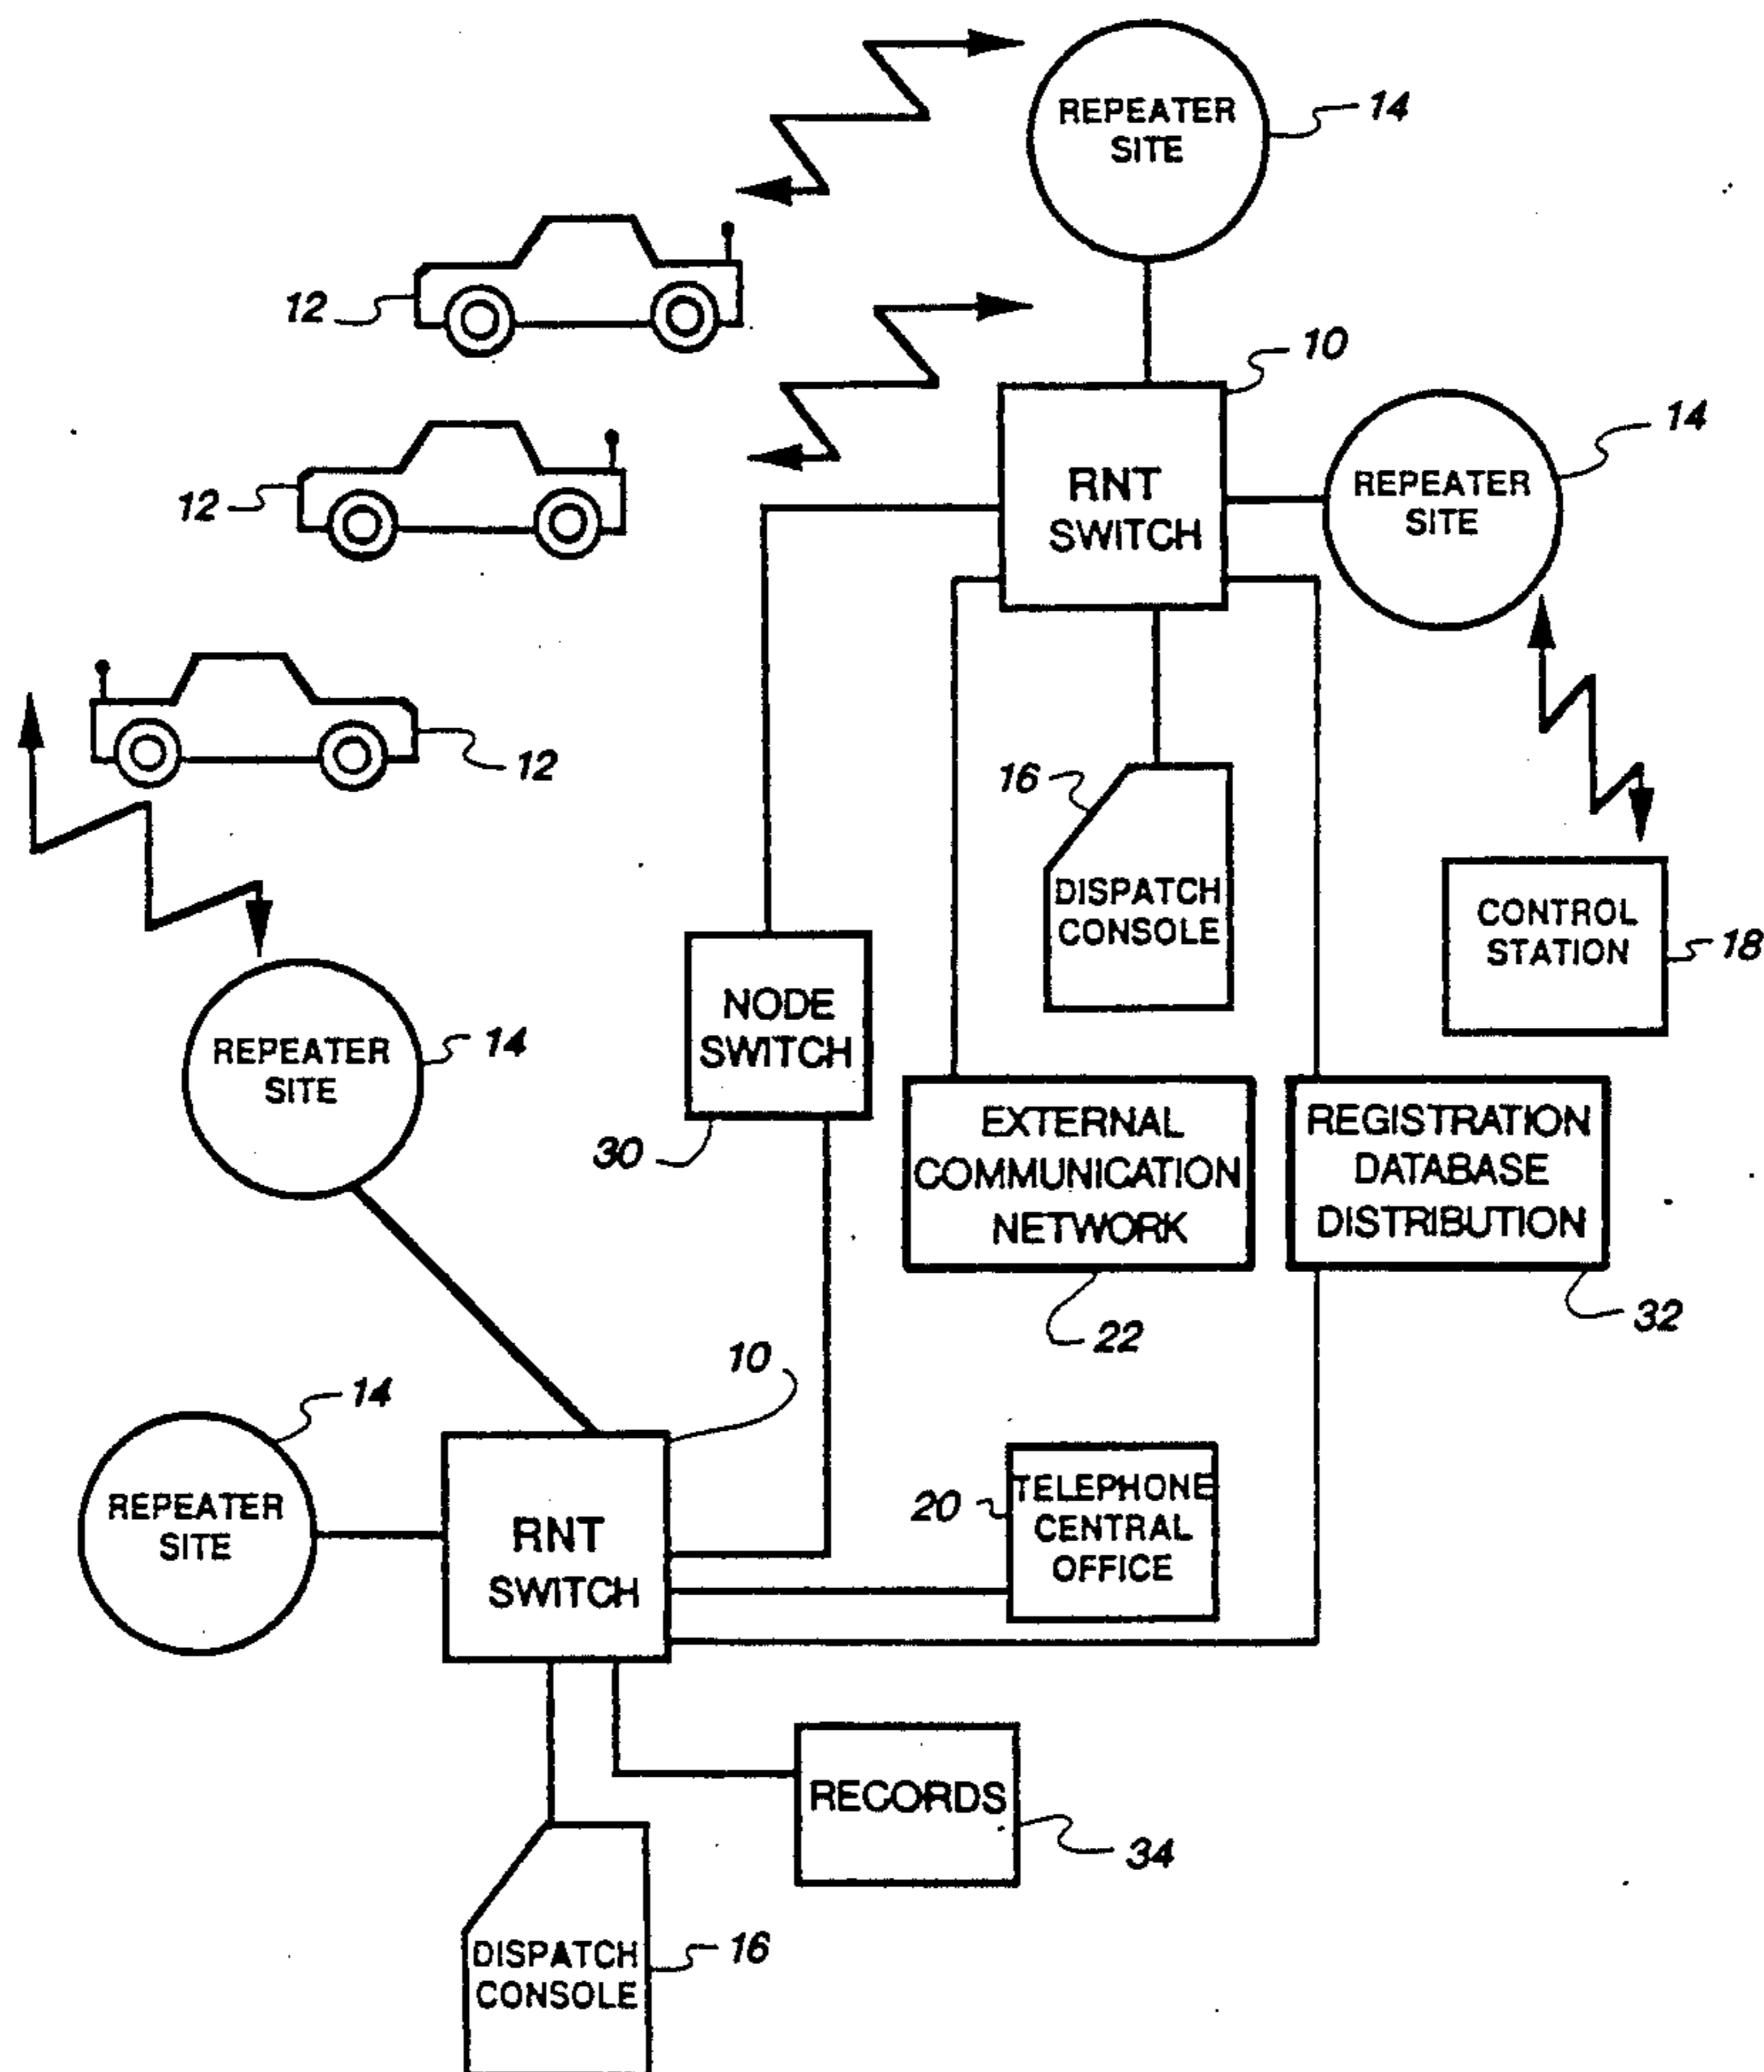 REPEATER
SITE
14
12
10
RNT
SWITCH
REPEATER
SITE
14
12
12
16
DISPATCH
CONSOLE
CONTROL
STATION
18
NODE
SWITCH
30
REPEATER
SITE
14
EXTERNAL
COMMUNICATION
NETWORK
22
REGISTRATION
DATABASE
DISTRIBUTION
32
10
14
REPEATER
SITE
RNT
SWITCH
20
TELEPHONE
CENTRAL
OFFICE
RECORDS
34
DISPATCH
CONSOLE
16